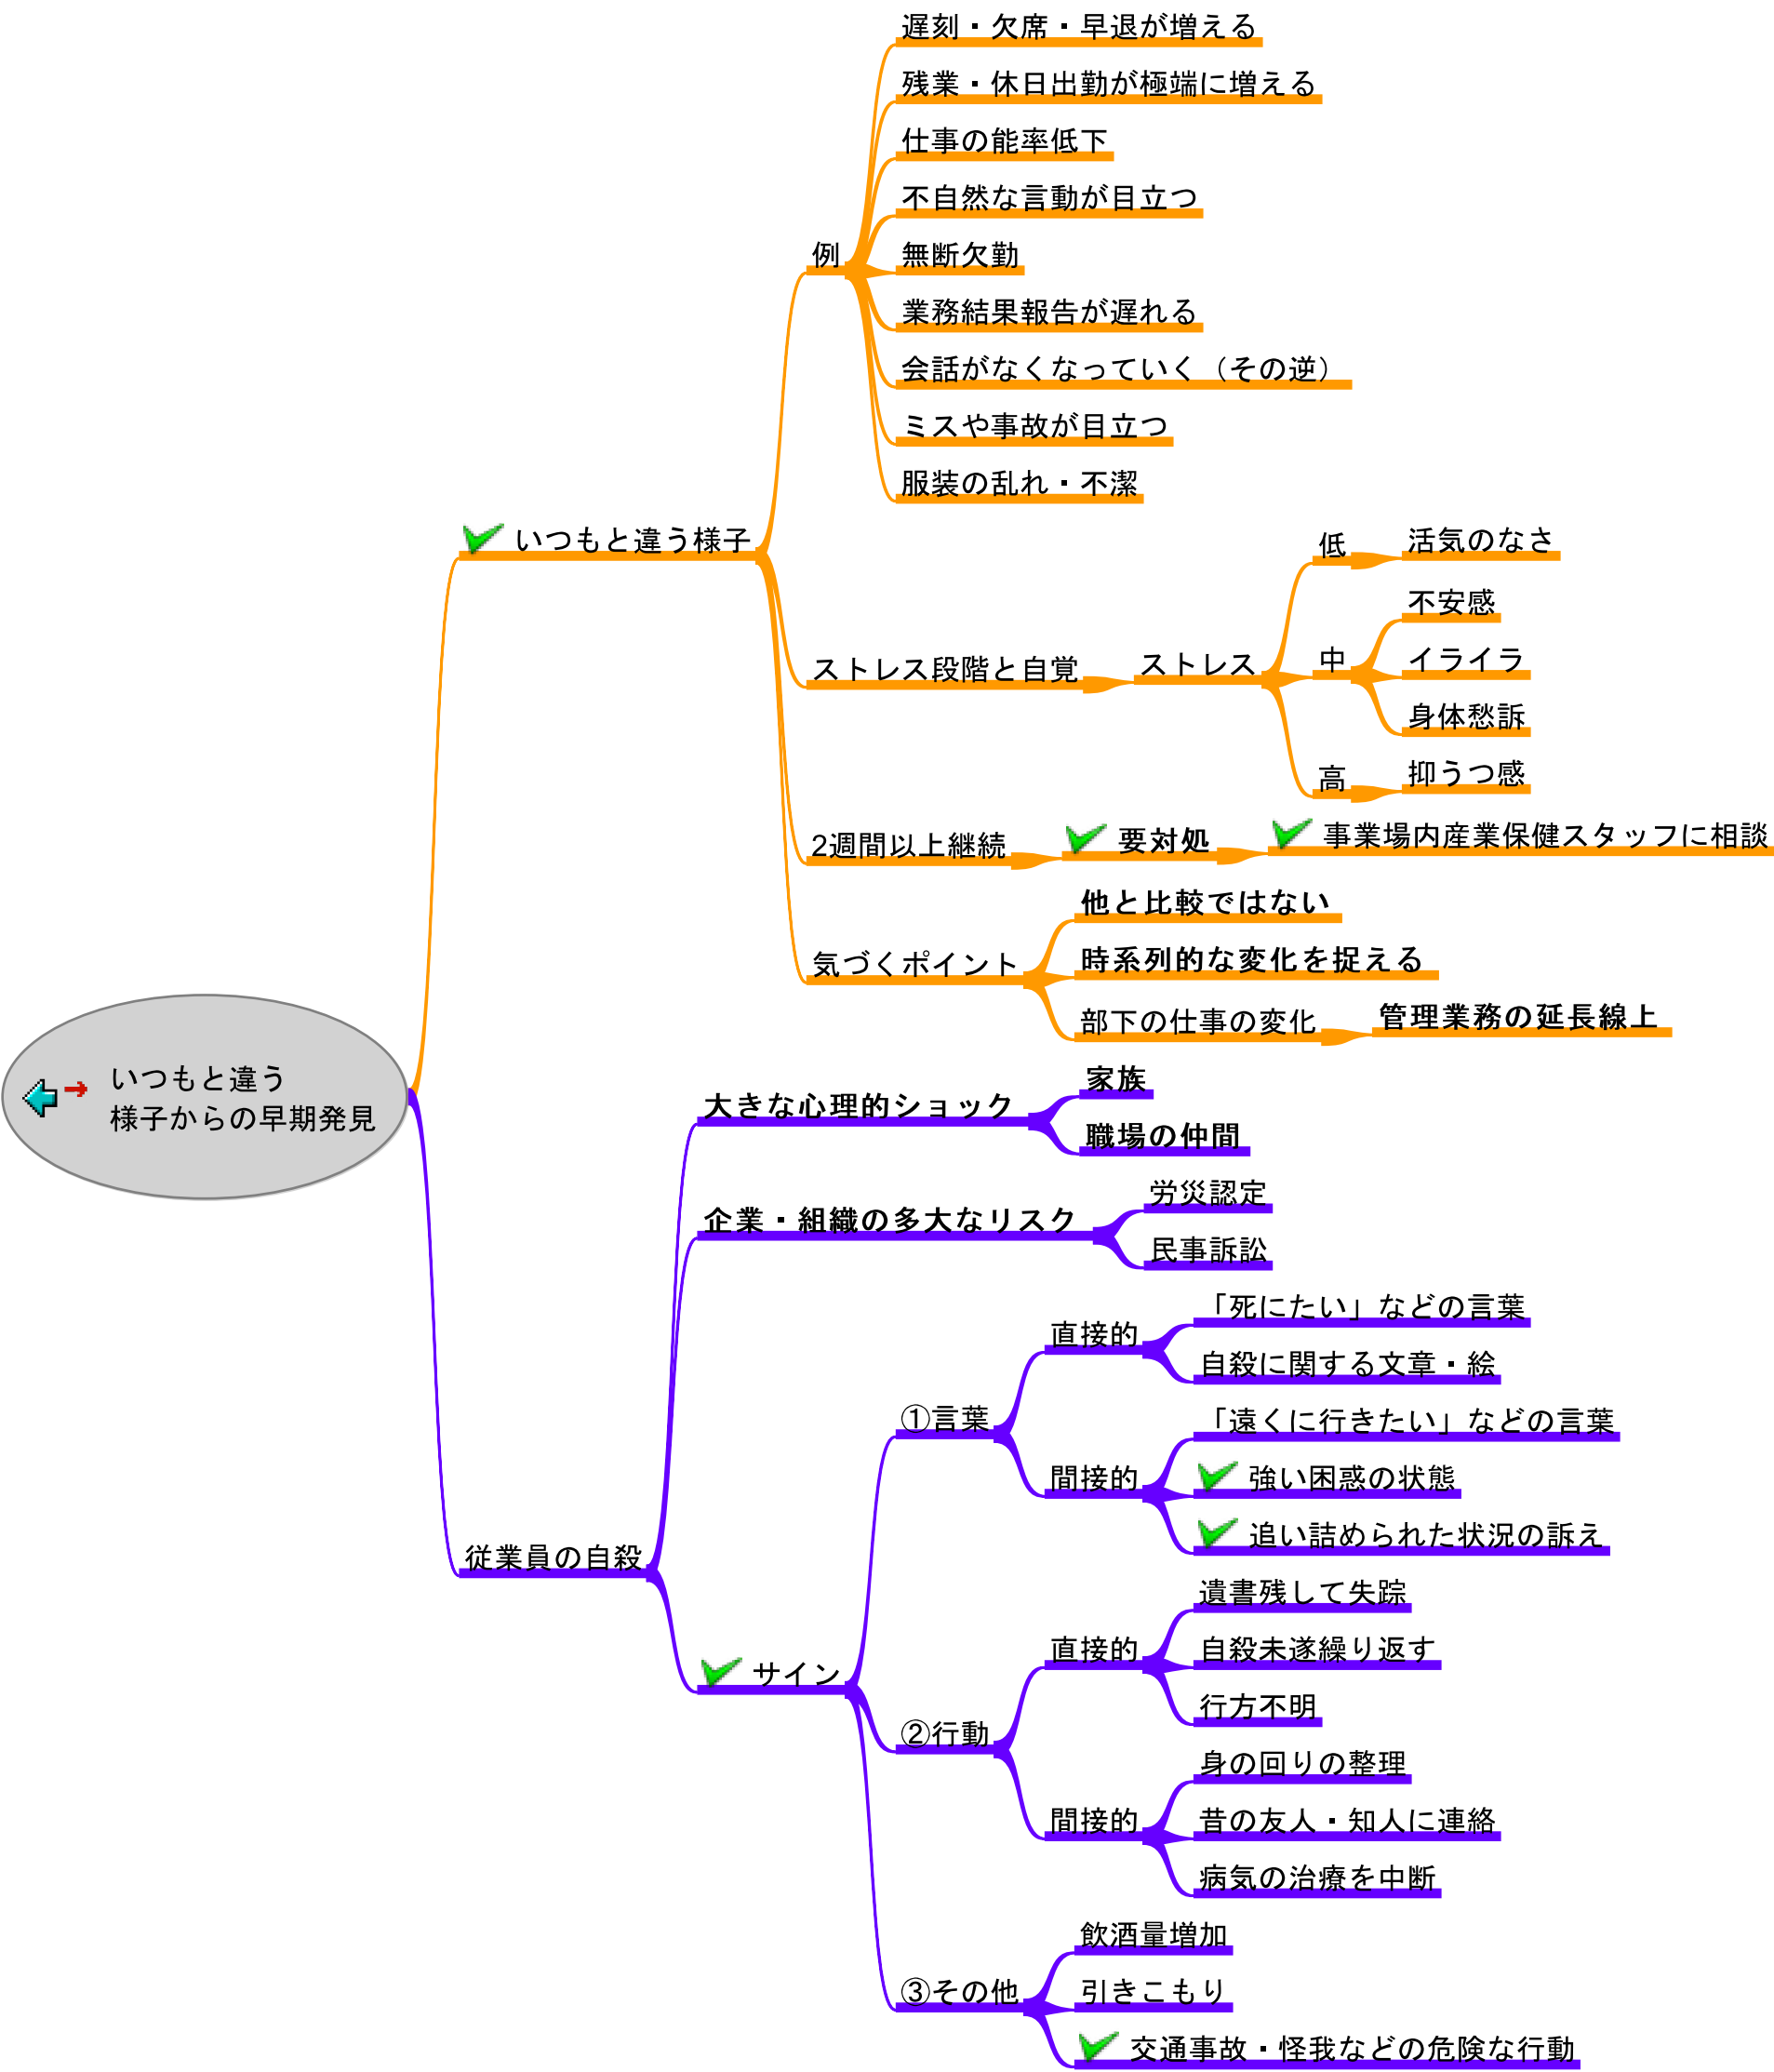 遅刻・欠席・早退が増える
残業・休日出勤が極端に増える
仕事の能率低下
不自然な言動が目立つ
例
無断欠勤
業務結果報告が遅れる
会話がなくなっていく（その逆）
ミスや事故が目立つ
服装の乱れ・不潔
いつもと違う様子
低
活気のなさ
不安感
ストレス段階と自覚
ストレス
中
イライラ
身体愁訴
高
抑うつ感
2週間以上継続
要対処
事業場内産業保健スタッフに相談
他と比較ではない
気づくポイント
時系列的な変化を捉える
部下の仕事の変化
管理業務の延長線上
いつもと違う
様子からの早期発見
大きな心理的ショック
家族
職場の仲間
企業・組織の多大なリスク
労災認定
民事訴訟
①言葉
直接的
「死にたい」などの言葉
自殺に関する文章・絵
間接的
「遠くに行きたい」などの言葉
強い困惑の状態
追い詰められた状況の訴え
従業員の自殺
サイン
②行動
直接的
遺書残して失踪
自殺未遂繰り返す
行方不明
間接的
身の回りの整理
昔の友人・知人に連絡
病気の治療を中断
③その他
飲酒量増加
引きこもり
交通事故・怪我などの危険な行動